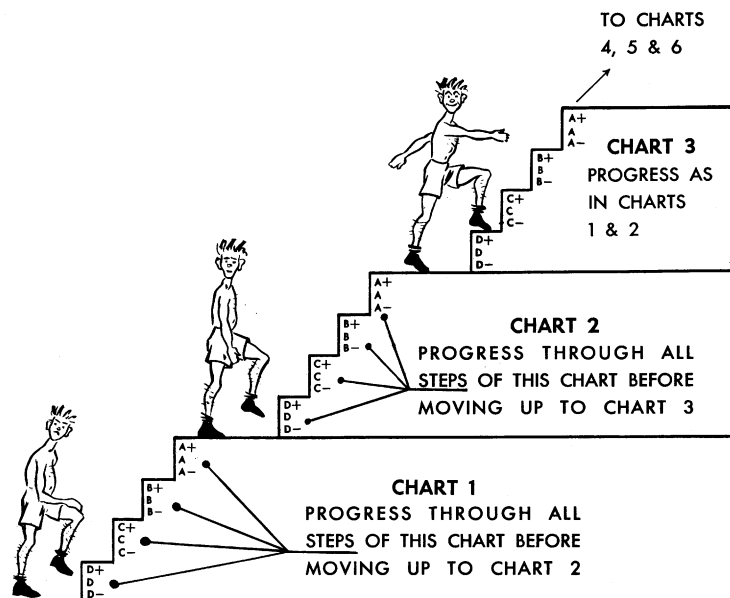 TO CHARTS
4, 5 & 6
A+
A
A−
CHART 3
PROGRESS AS
IN CHARTS
1 & 2
B+
B
B−
C+
C
C−
D+
D
D−
A+
A
A−
CHART 2
PROGRESS THROUGH ALL
STEPS OF THIS CHART BEFORE
MOVING UP TO CHART 3
B+
B
B−
C+
C
C−
D+
D
D−
A+
A
A−
CHART 1
PROGRESS THROUGH ALL
STEPS OF THIS CHART BEFORE
MOVING UP TO CHART 2
B+
B
B−
C+
C
C−
D+
D
D−